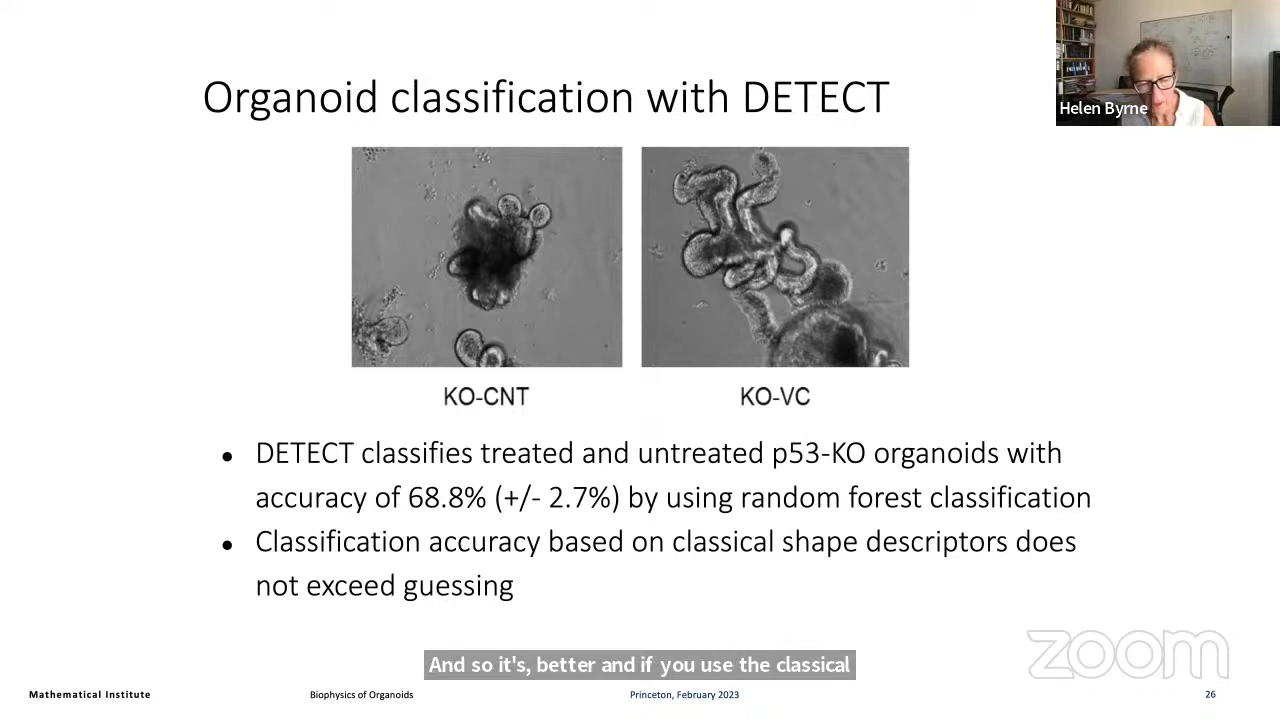 Organoid classification with DETECT
Helen Byrne
KO-CNT
KO-VC
● DETECT classifies treated and untreated p53-KO organoids with
accuracy of 68.8% (+/- 2.7%) by using random forest classification
● Classification accuracy based on classical shape descriptors does
not exceed guessing
zoom
And so it's, better and if you use the classical
Mathematical Institute
Biophysics of Organoids
Princeton, February 2023
26